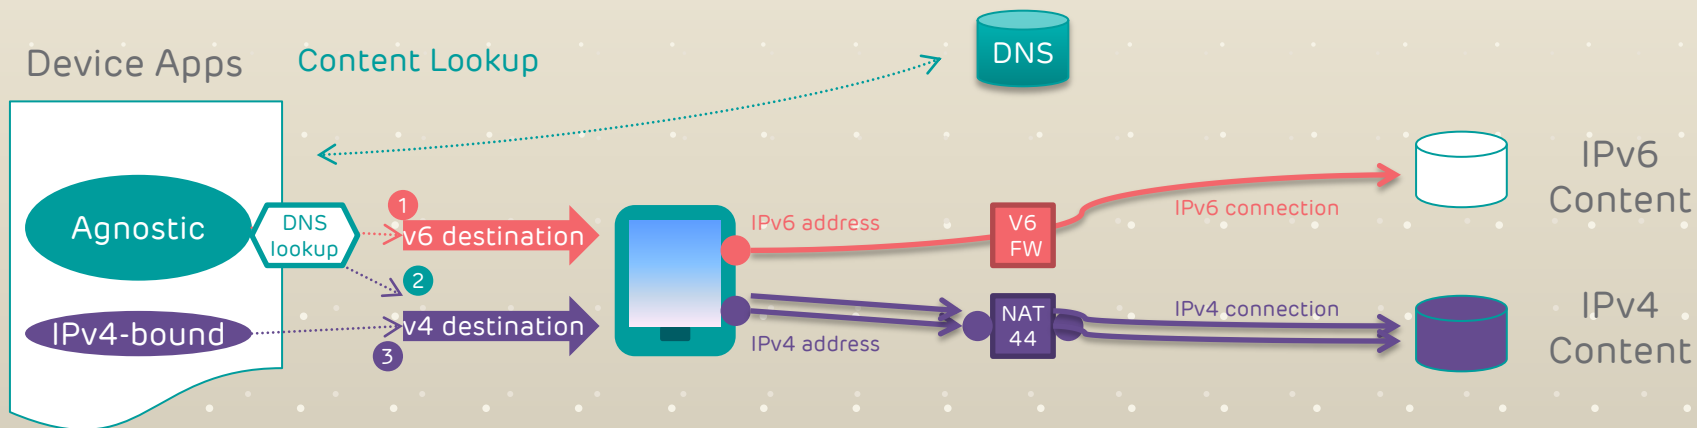 Device Apps
Content Lookup
DNS
Agnostic
DNS
lookup
1
v6 destination
2
IPv6 address
V6
FW
IPv6 connection
IPv6
Content
IPv4-bound
v4 destination
3
IPv4 address
NAT
44
IPv4 connection
IPv4
Content